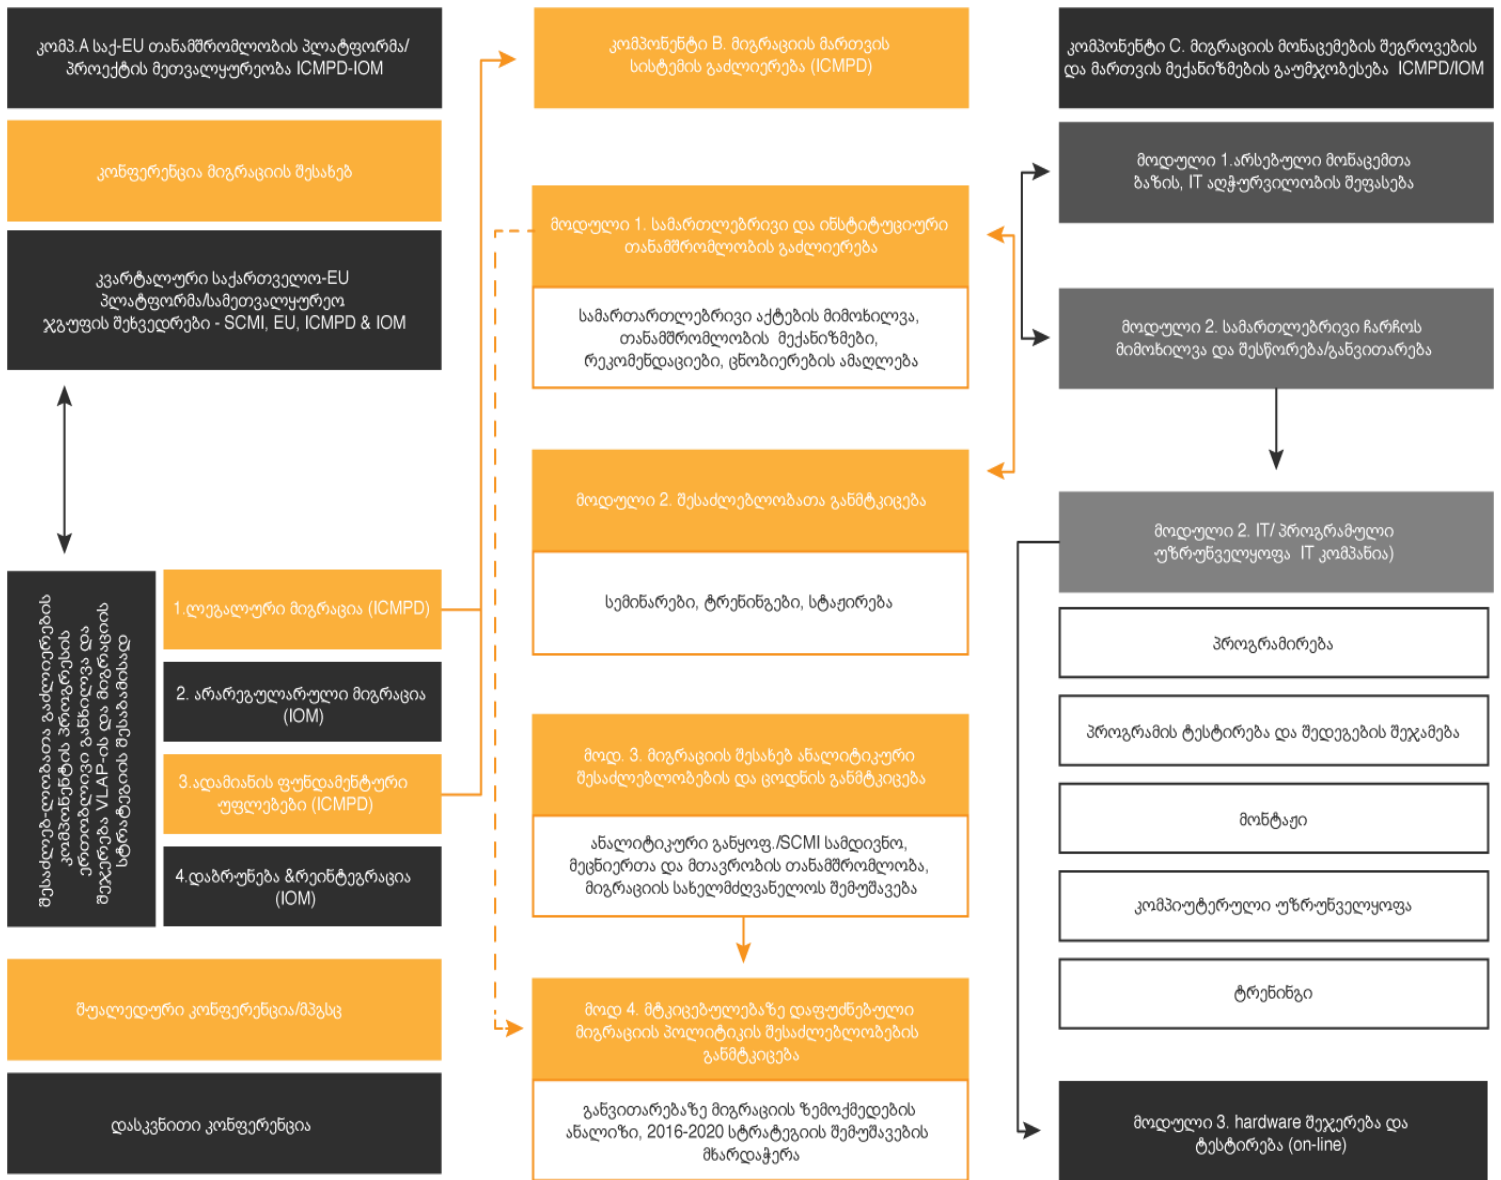 კომპ.A საქ-EU თანამშრომლობის პლატფორმა/
პროექტის მეთვალყურეობა ICMPD-IOM
კონფერენცია მიგრაციის შესახებ
კვარტალური საქართველო-EU
პლატფორმა/სამეთვალყურეო
ჯგუფის შეხვედრები - SCMI, EU, ICMPD & IOM
შესაძლებ-ლობათა გაძლიერების
კომპონენტის პროგრესის
ერთობლივი განხილვა და
შეჯერება VLAP-ის და მიგრაციის
სტრატეგიის შესაბამისად
1.ლეგალური მიგრაცია (ICMPD)
2. არარეგულარული მიგრაცია
(IOM)
3.ადამიანის ფუნდამენტური
უფლებები (ICMPD)
4.დაბრუნება &რეინტეგრაცია
(IOM)
შუალედური კონფერენცია/მპგსც
დასკვნითი კონფერენცია
კომპონენტი B. მიგრაციის მართვის
სისტემის გაძლიერება (ICMPD)
მოდული 1. სამართლებრივი და ინსტიტუციური
თანამშრომლობის გაძლიერება
სამართართლებრივი აქტების მიმოხილვა,
თანამშრომლობის მექანიზმები,
რეკომენდაციები, ცნობიერების ამაღლება
მოდული 2. შესაძლებლობათა განმტკიცება
სემინარები, ტრენინგები, სტაჟირება
მოდ. 3. მიგრაციის შესახებ ანალიტიკური
შესაძლებლობების და ცოდნის განმტკიცება
ანალიტიკური განყოფ./SCMI სამდივნო,
მეცნიერთა და მთავრობის თანამშრომლობა,
მიგრაციის სახელმძღვანელოს შემუშავება
მოდ 4. მტკიცებულებაზე დაფუძნებული
მიგრაციის პოლიტიკის შესაძლებლობების
განმტკიცება
განვითარებაზე მიგრაციის ზემოქმედების
ანალიზი, 2016-2020 სტრატეგიის შემუშავების
მხარდაჭერა
კომპონენტი C. მიგრაციის მონაცემების შეგროვების
და მართვის მექანიზმების გაუმჯობესება ICMPD/IOM
მოდული 1.არსებული მონაცემთა
ბაზის, IT აღჭურვილობის შეფასება
მოდული 2. სამართლებრივი ჩარჩოს
მიმოხილვა და შესწორება/განვითარება
მოდული 2. IT/ პროგრამული
უზრუნველყოფა IT კომპანია)
პროგრამირება
პროგრამის ტესტირება და შედეგების შეჯამება
მონტაჟი
კომპიუტერული უზრუნველყოფა
ტრენინგი
მოდული 3. hardware შეჯერება და
ტესტირება (on-line)